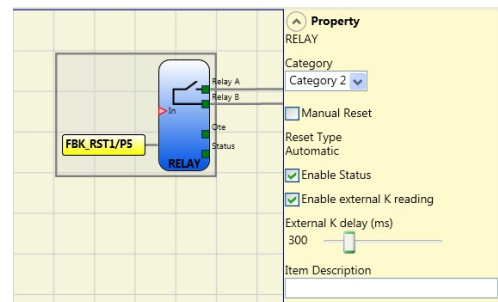 Property
RELAY
Category
Category 2
Manual Reset
Reset Type
Automatic
Enable Status
Enable external K reading
External K delay (ms)
300
Item Description
Relay A
Relay B
In
Ote
Status
FBK_RST1/P5
RELAY